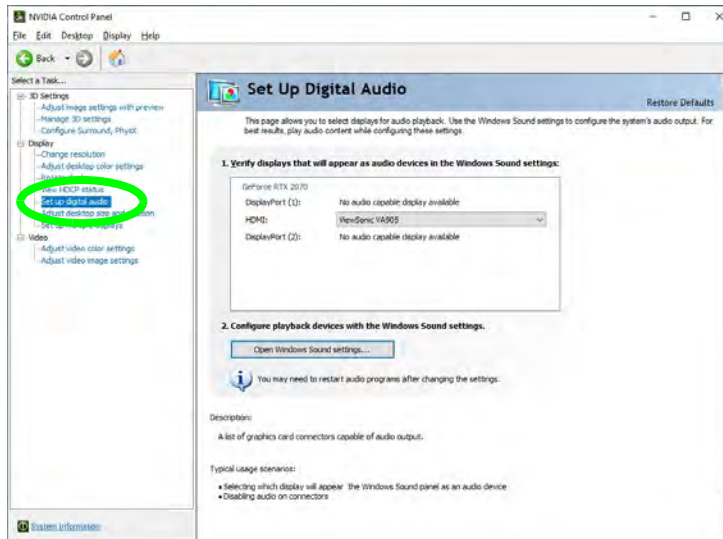 NVIDIA Control Panel
File Edit Desktop Display Help
Back
Select a Task...
3D Settings
Adjust image settings with preview
Manage 3D settings
Configure Surround, PhysX
Display
Change resolution
Adjust desktop color settings
Rotate display
View HDCP status
Set up digital audio
Adjust desktop size and position
Set up multiple displays
Video
Adjust video color settings
Adjust video image settings
System Information
Set Up Digital Audio
Restore Defaults
This page allows you to select displays for audio playback. Use the Windows Sound settings to configure the system's audio output. For
best results, play audio content while configuring these settings.
1. Verify displays that will appear as audio devices in the Windows Sound settings:
GeForce RTX 2070
DisplayPort (1): No audio capable display available
HDMI: ViewSonic VA905
DisplayPort (2): No audio capable display available
2. Configure playback devices with the Windows Sound settings.
Open Windows Sound settings...
You may need to restart audio programs after changing the settings.
Description:
A list of graphics card connectors capable of audio output.
Typical usage scenarios:
• Selecting which display will appear the Windows Sound panel as an audio device
• Disabling audio on connectors